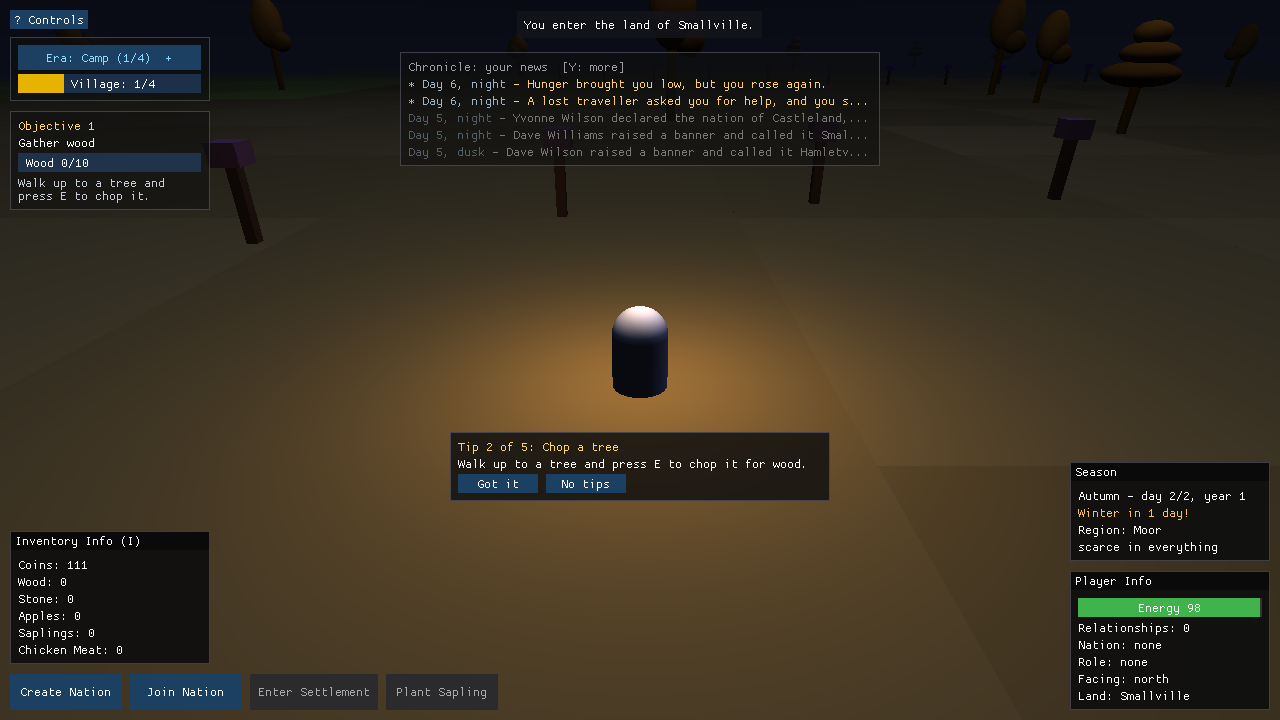 ? Controls
You enter the land of Smallville.
Era: Camp (1/4)  +
Village: 1/4
Chronicle: your news  [Y: more]
* Day 6, night - Hunger brought you low, but you rose again.
* Day 6, night - A lost traveller asked you for help, and you s...
Day 5, night - Yvonne Wilson declared the nation of Castleland,...
Day 5, night - Dave Williams raised a banner and called it Smal...
Day 5, dusk - Dave Wilson raised a banner and called it Hamletv...
Objective 1
Gather wood
Wood 0/10
Walk up to a tree and
press E to chop it.
Tip 2 of 5: Chop a tree
Walk up to a tree and press E to chop it for wood.
Got it
No tips
Season
Autumn - day 2/2, year 1
Winter in 1 day!
Region: Moor
scarce in everything
Inventory Info (I)
Coins: 111
Wood: 0
Stone: 0
Apples: 0
Saplings: 0
Chicken Meat: 0
Player Info
Energy 98
Relationships: 0
Nation: none
Role: none
Facing: north
Land: Smallville
Create Nation
Join Nation
Enter Settlement
Plant Sapling